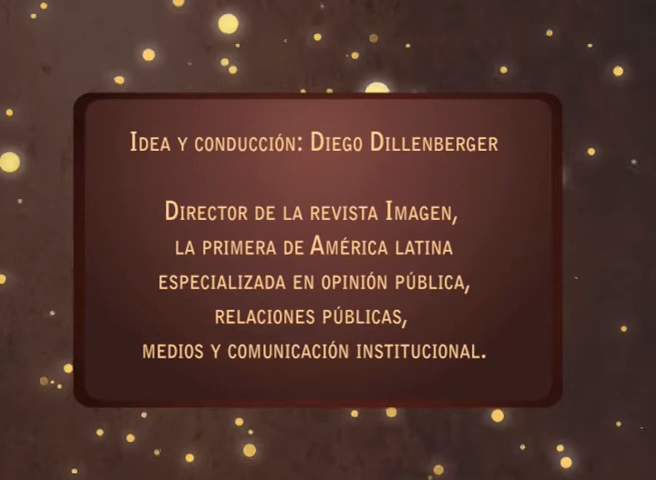 Idea y conducción: Diego Dillenberger
Director de la revista Imagen,
la primera de América latina
especializada en opinión pública,
relaciones públicas,
medios y comunicación institucional.